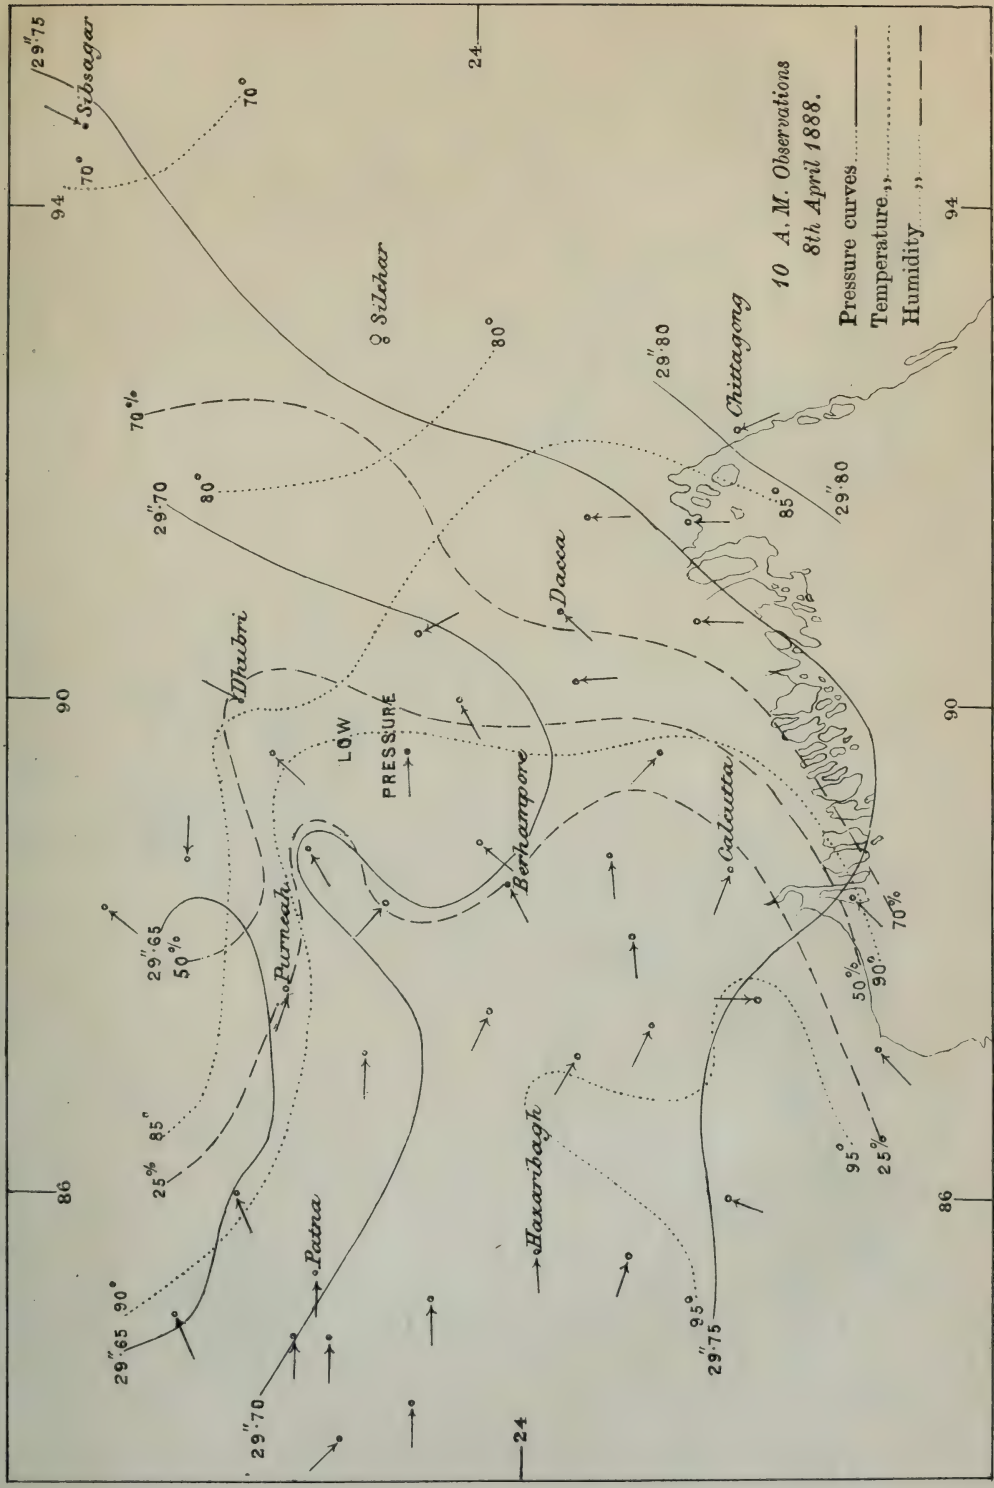 10 A.M. Observations
8th April 1888.
Pressure curves
Temperature „
Humidity „
29″·75
Sibsagar
70°
70°
94
24
94
Silchar
80°
70%
29″·70
80°
29″·80
Chittagong
85°
29″·80
Dacca
Dhubri
90
LOW
PRESSURE
90
Berhampore
Calcutta
Purneah
29″·65
50%
70%
50%
90°
85°
25%
95°
25%
86
86
Patna
Hazaribagh
90°
29″·65
95°
29″·75
29″·70
24